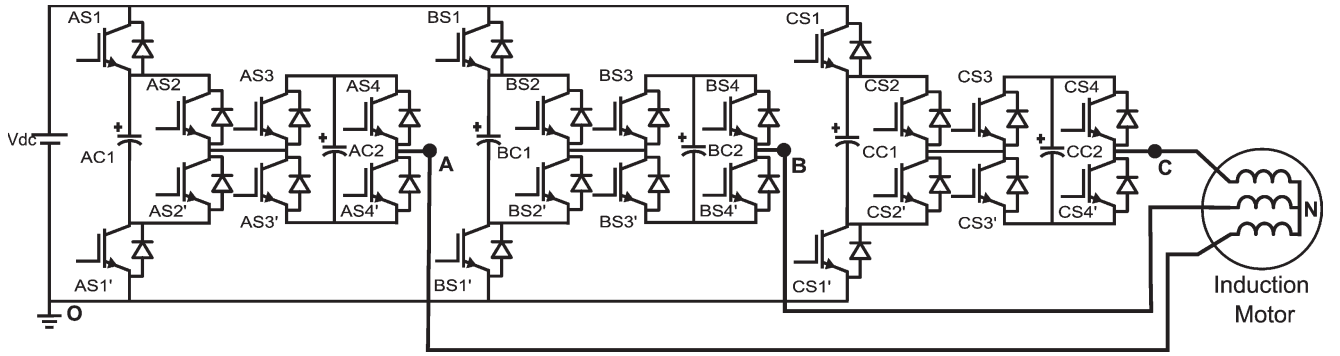 AS1
BS1
CS1
AS2
AS3
AS4
BS2
BS3
BS4
CS2
CS3
CS4
Vdc
+
AC1
+
AC2
A
+
BC1
+
BC2
B
+
CC1
+
CC2
C
AS2'
AS3'
AS4'
BS2'
BS3'
BS4'
CS2'
CS3'
CS4'
N
AS1'
BS1'
CS1'
O
Induction
Motor